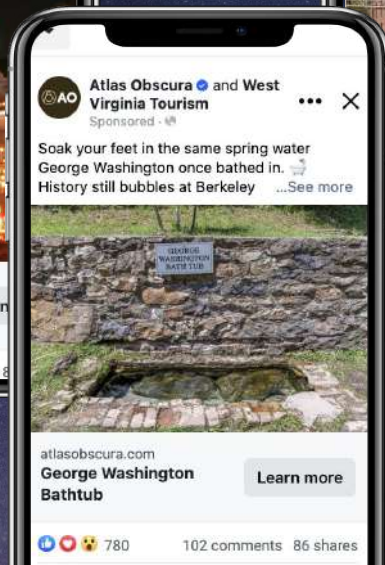 AO
Atlas Obscura and West
Virginia Tourism
Sponsored ·
Soak your feet in the same spring water
George Washington once bathed in.
History still bubbles at Berkeley ...See more
GEORGE
WASHINGTON
BATH TUB
atlasobscura.com
George Washington
Bathtub
Learn more
780 102 comments 86 shares